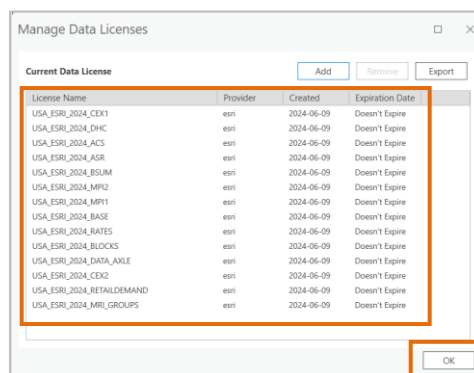 Manage Data Licenses
Current Data License Add Remove Export
License Name Provider Created Expiration Date
USA_ESRI_2024_CEX1 esri 2024-06-09 Doesn't Expire
USA_ESRI_2024_DHC esri 2024-06-09 Doesn't Expire
USA_ESRI_2024_ACS esri 2024-06-09 Doesn't Expire
USA_ESRI_2024_ASR esri 2024-06-09 Doesn't Expire
USA_ESRI_2024_BSUM esri 2024-06-09 Doesn't Expire
USA_ESRI_2024_MPI2 esri 2024-06-09 Doesn't Expire
USA_ESRI_2024_MPI1 esri 2024-06-09 Doesn't Expire
USA_ESRI_2024_BASE esri 2024-06-09 Doesn't Expire
USA_ESRI_2024_RATES esri 2024-06-09 Doesn't Expire
USA_ESRI_2024_BLOCKS esri 2024-06-09 Doesn't Expire
USA_ESRI_2024_DATA_AXLE esri 2024-06-09 Doesn't Expire
USA_ESRI_2024_CEX2 esri 2024-06-09 Doesn't Expire
USA_ESRI_2024_RETAILDEMAND esri 2024-06-09 Doesn't Expire
USA_ESRI_2024_MRI_GROUPS esri 2024-06-09 Doesn't Expire
OK